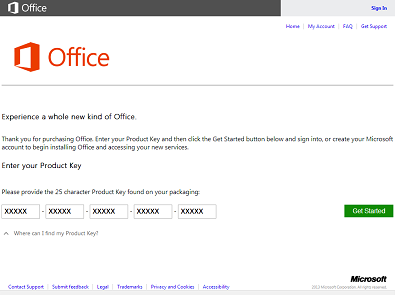 Office
Sign In
Home | My Account | FAQ | Get Support
Office
Experience a whole new kind of Office.
Thank you for purchasing Office. Enter your Product Key and then click the Get Started button below and sign into, or create your Microsoft
account to begin installing Office and accessing your new services.
Enter your Product Key
Please provide the 25 character Product Key found on your packaging:
XXXXX - XXXXX - XXXXX - XXXXX - XXXXX
Get Started
Where can I find my Product Key?
Microsoft
Contact Support | Submit feedback | Legal | Trademarks | Privacy and Cookies | Accessibility
2013 Microsoft Corporation. All rights reserved.